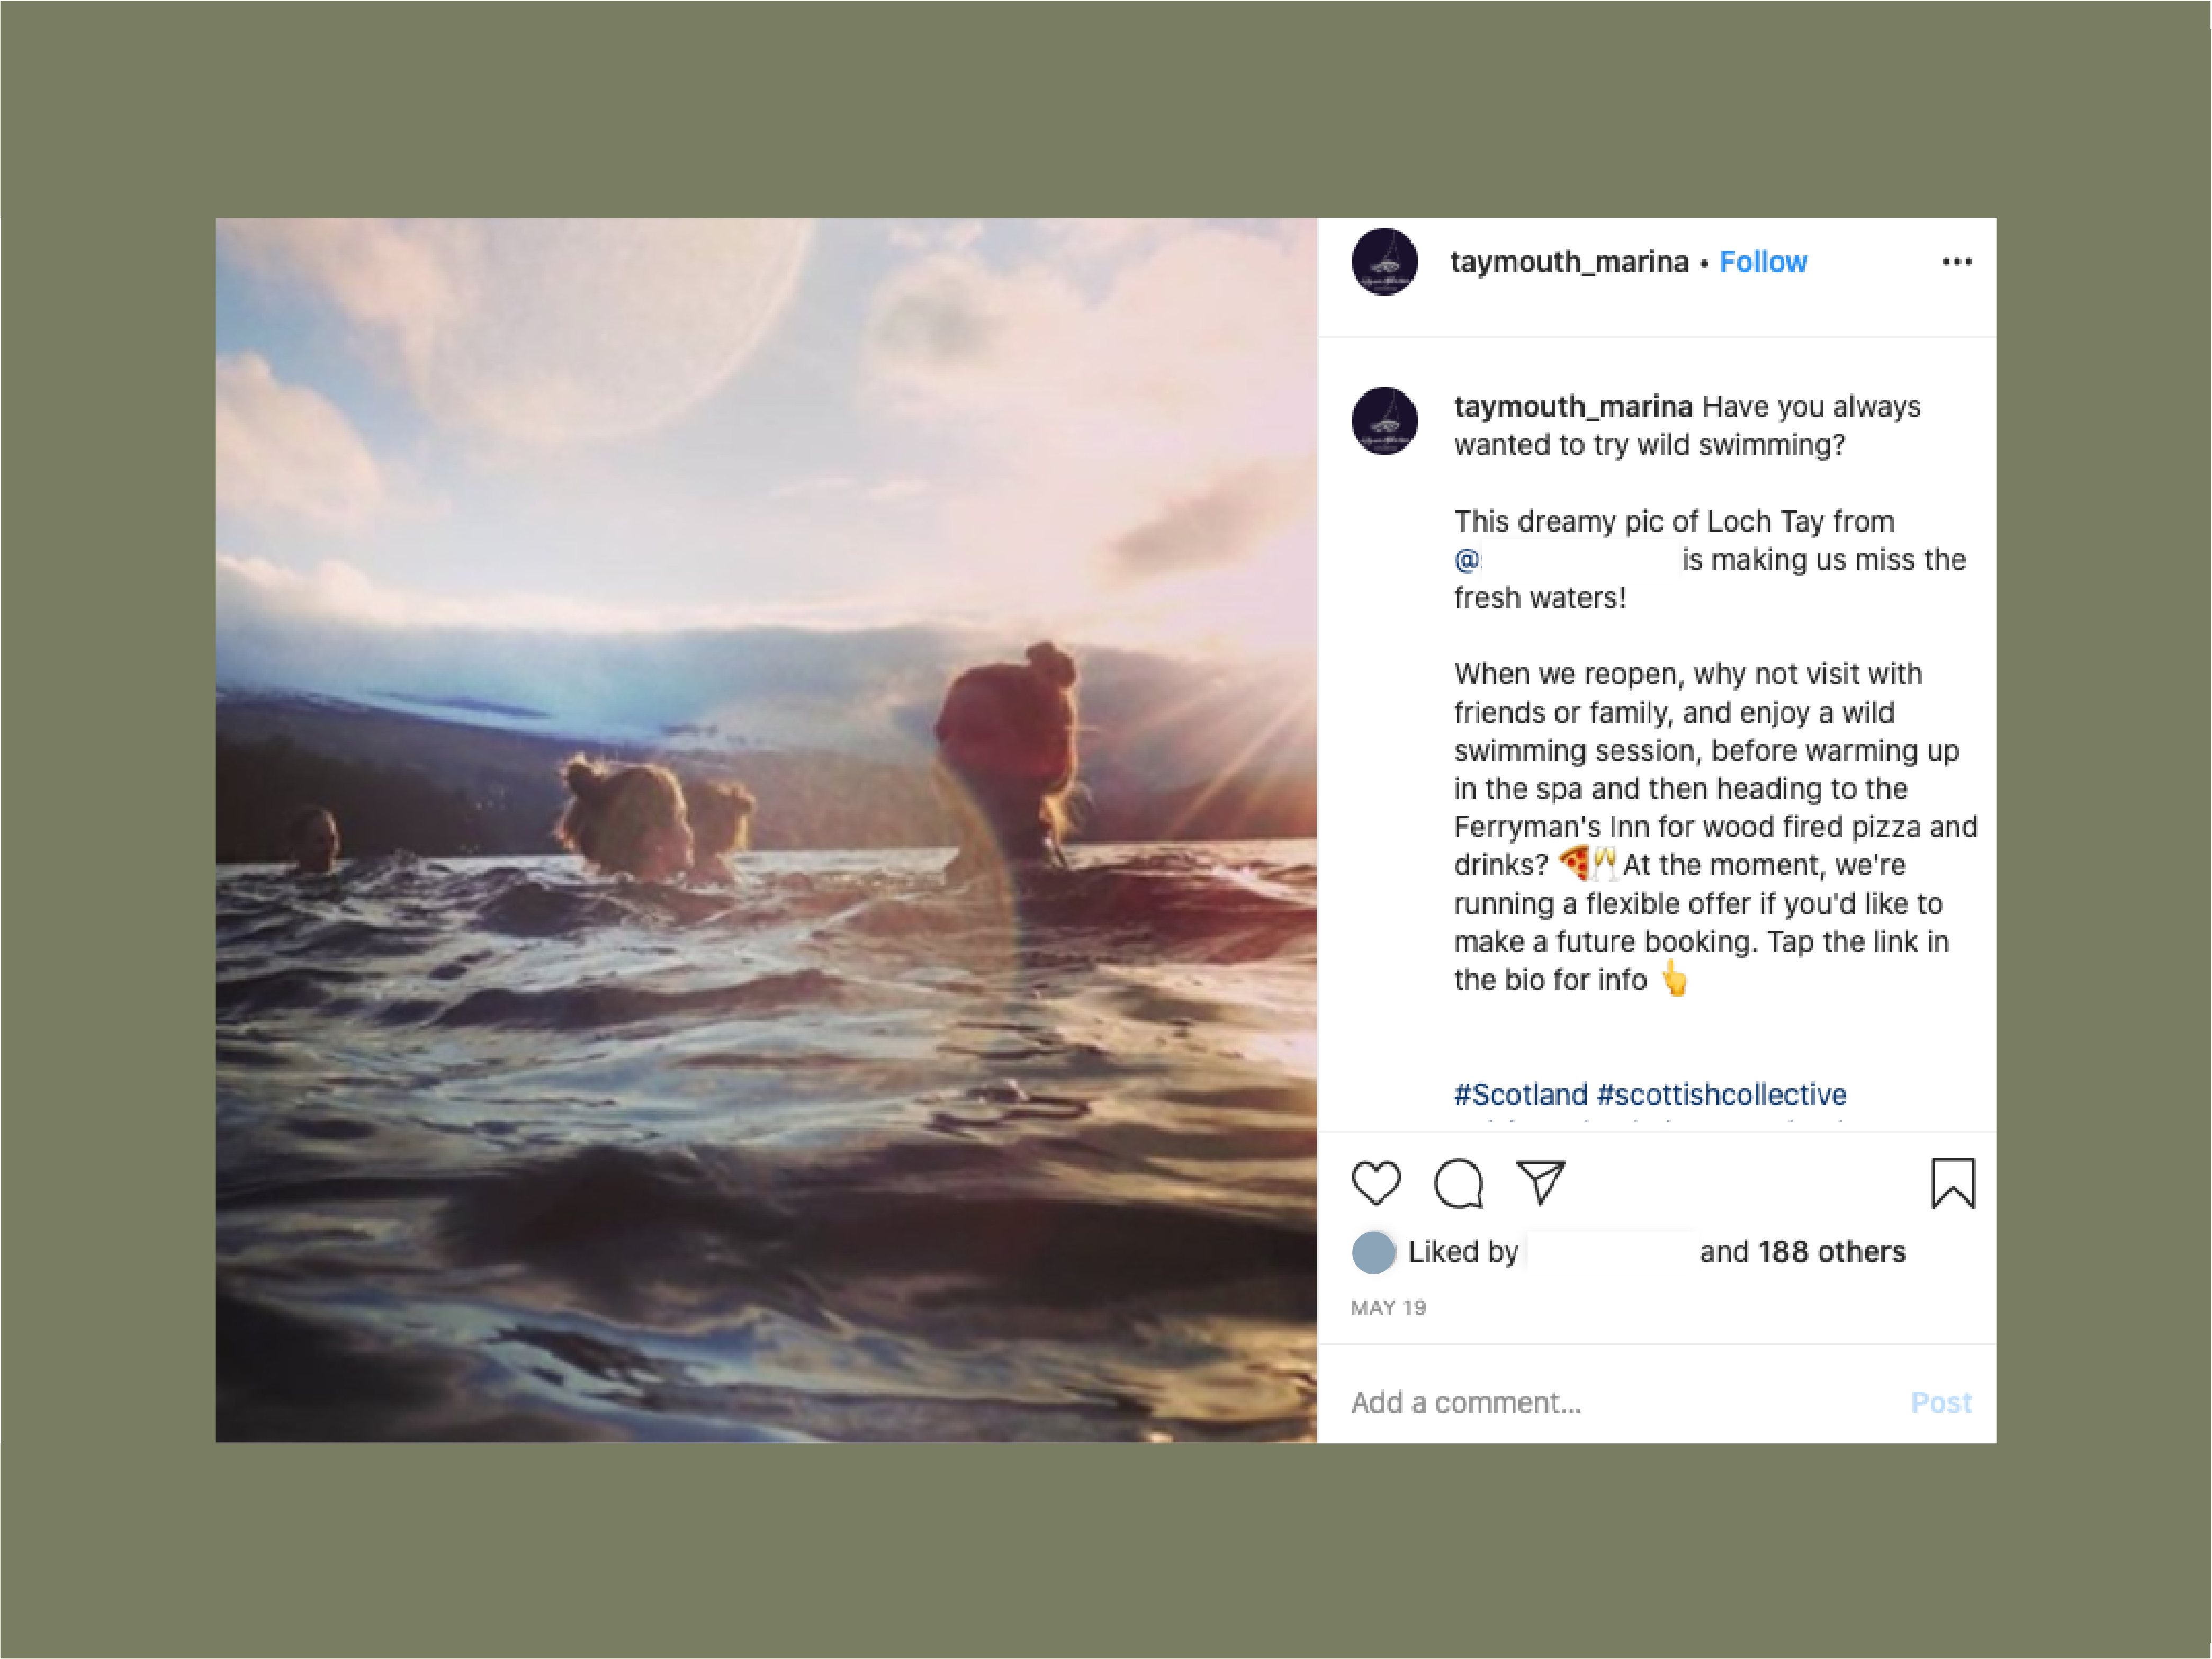 taymouth_marina • Follow
taymouth_marina Have you always
wanted to try wild swimming?
This dreamy pic of Loch Tay from
@ is making us miss the
fresh waters!
When we reopen, why not visit with
friends or family, and enjoy a wild
swimming session, before warming up
in the spa and then heading to the
Ferryman's Inn for wood fired pizza and
drinks? 🍕🥂 At the moment, we're
running a flexible offer if you'd like to
make a future booking. Tap the link in
the bio for info 👆
#Scotland #scottishcollective
Liked by and 188 others
MAY 19
Add a comment... Post